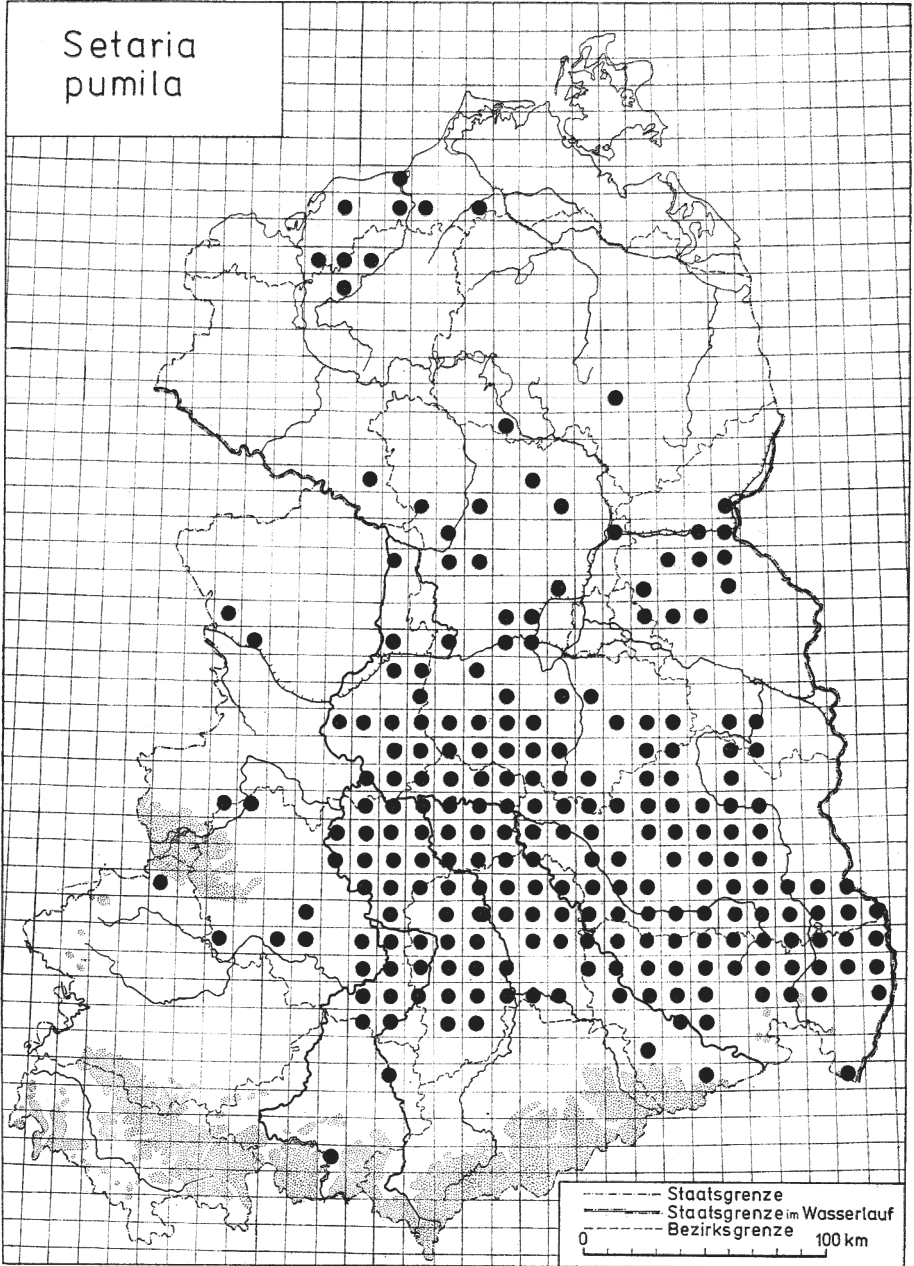 Setaria
pumila
Staatsgrenze
Staatsgrenze im Wasserlauf
Bezirksgrenze
0 100 km